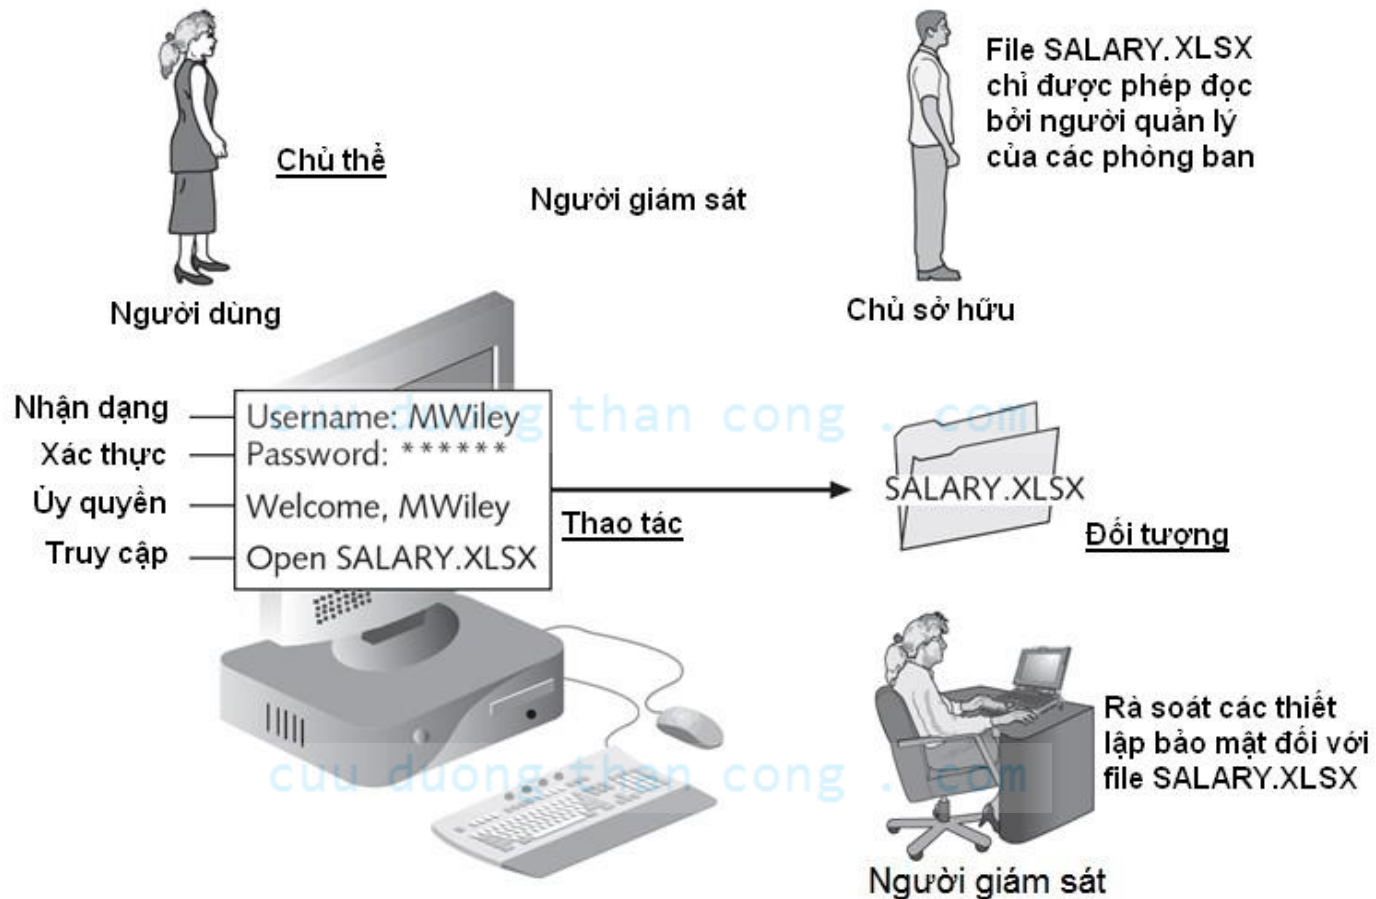 Chủ thể
Người giám sát
File SALARY.XLSX
chỉ được phép đọc
bởi người quản lý
của các phòng ban
Người dùng
Chủ sở hữu
Nhận dạng
Xác thực
Ủy quyền
Truy cập
Username: MWiley
Password: ******
Welcome, MWiley
Open SALARY.XLSX
cuu duong than cong . com
Thao tác
SALARY.XLSX
Đối tượng
Rà soát các thiết
lập bảo mật đối với
file SALARY.XLSX
cuu duong than cong . com
Người giám sát